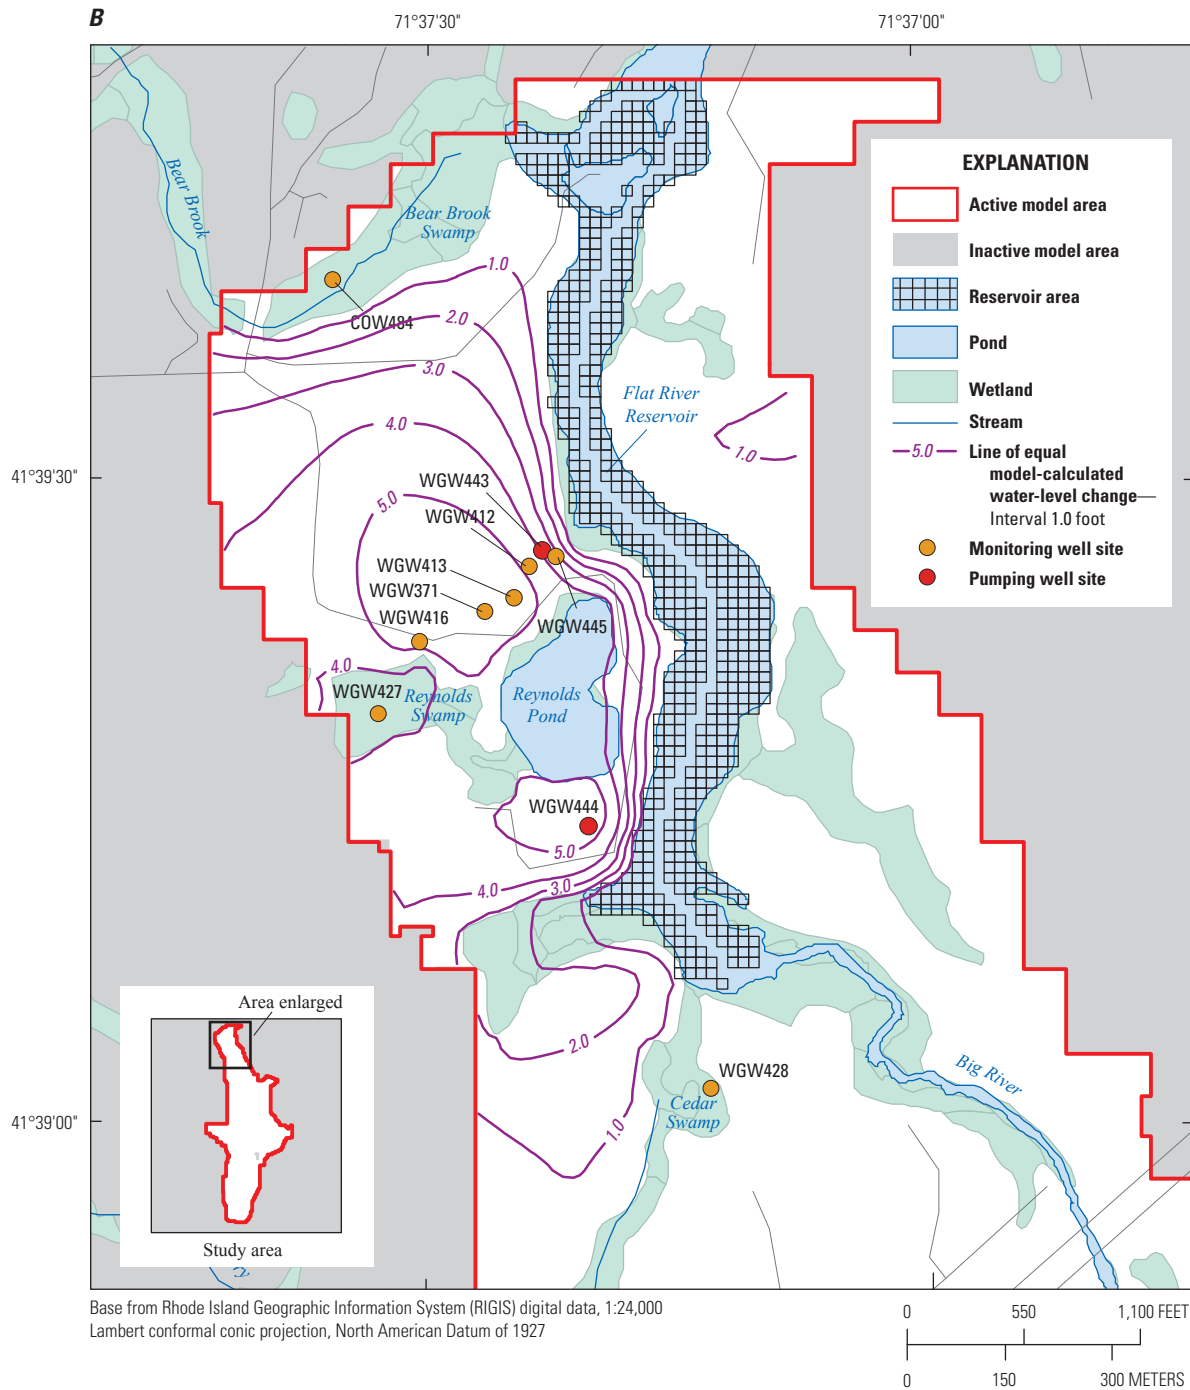 B
71°37'30"
71°37'00"
EXPLANATION
Active model area
Inactive model area
Reservoir area
Pond
Wetland
Stream
5.0
Line of equal
model-calculated
water-level change—
Interval 1.0 foot
Monitoring well site
Pumping well site
Bear Brook
Bear Brook
Swamp
COW484
1.0
2.0
3.0
4.0
5.0
Flat River
Reservoir
1.0
41°39'30"
WGW443
WGW412
WGW413
WGW371
WGW416
WGW445
4.0
WGW427
Reynolds
Swamp
Reynolds
Pond
WGW444
5.0
4.0
3.0
2.0
1.0
WGW428
Cedar
Swamp
Big River
41°39'00"
Area enlarged
Study area
Base from Rhode Island Geographic Information System (RIGIS) digital data, 1:24,000
Lambert conformal conic projection, North American Datum of 1927
0 550 1,100 FEET
0 150 300 METERS